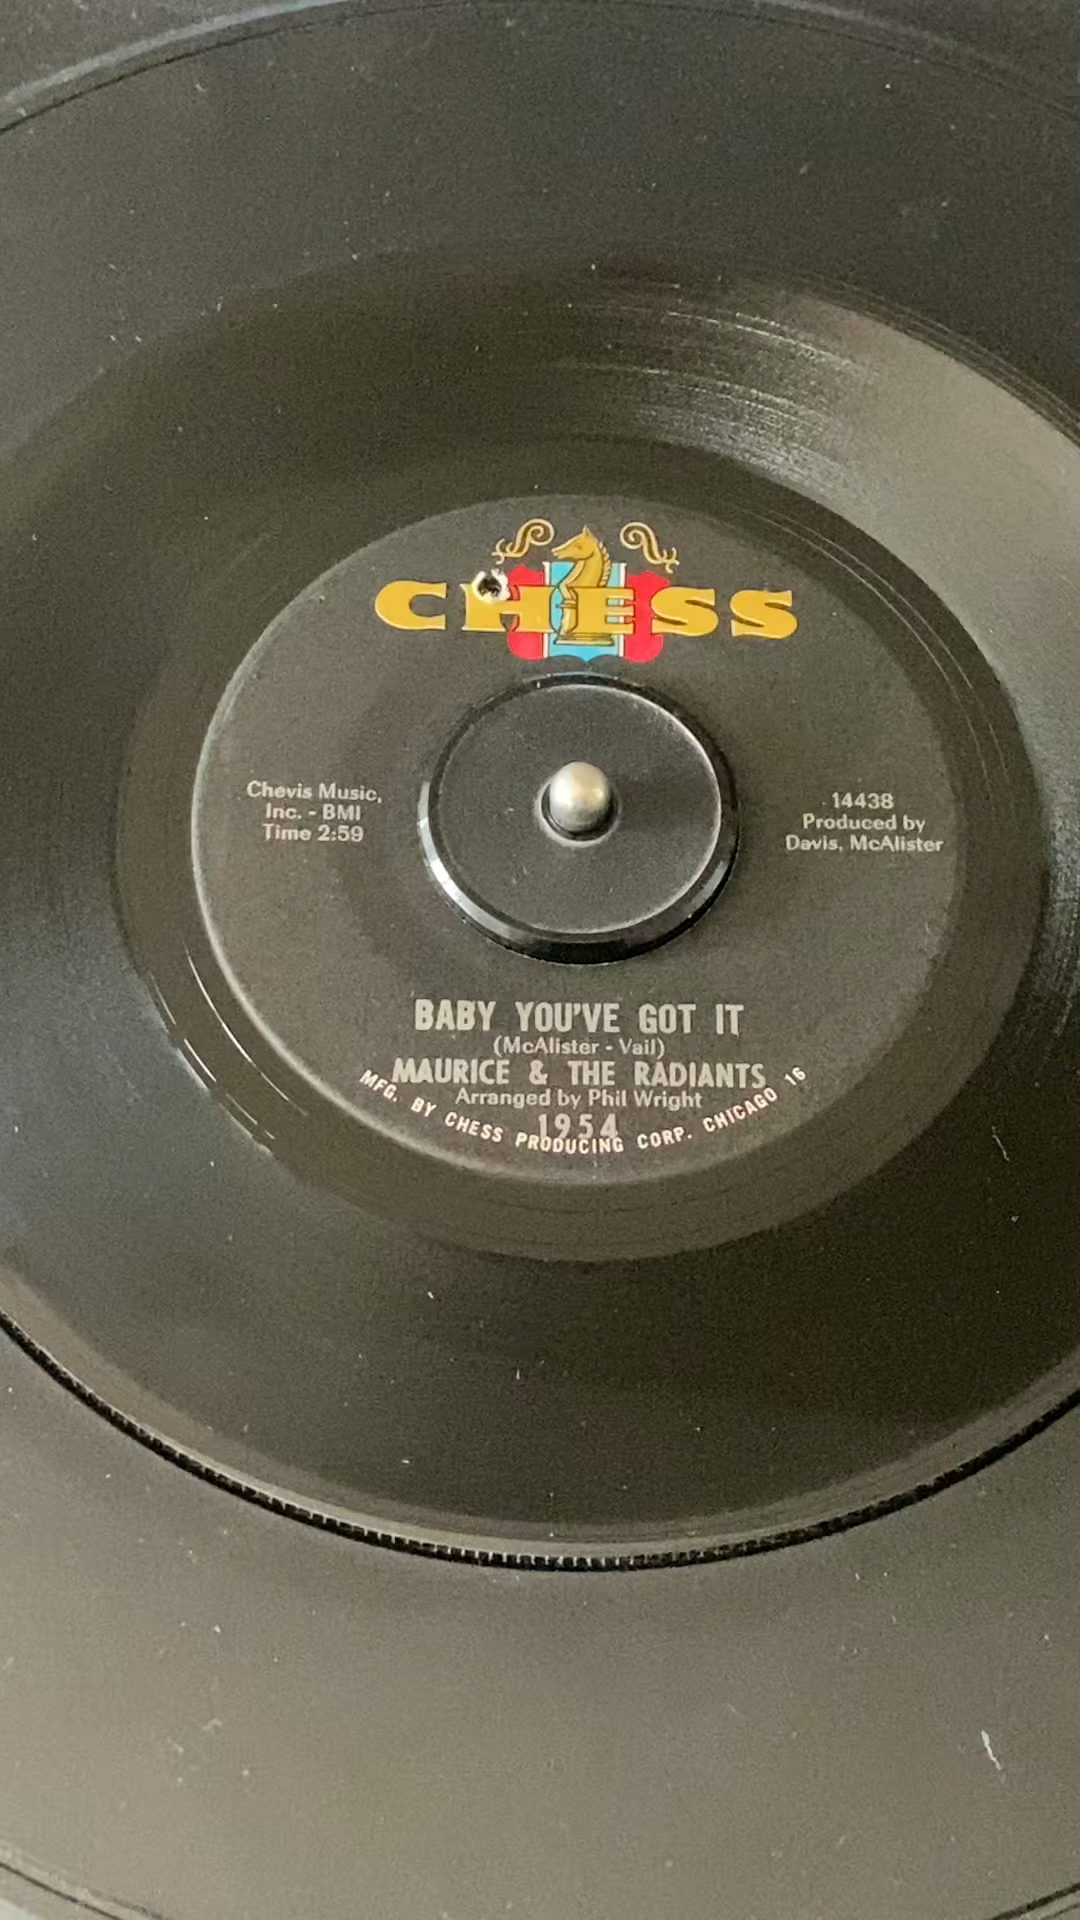 CHESS
Chevis Music,
Inc. - BMI
Time 2:59
14438
Produced by
Davis, McAlister
BABY YOU'VE GOT IT
(McAlister - Vail)
MAURICE & THE RADIANTS
Arranged by Phil Wright
1954
MFG. BY CHESS PRODUCING CORP. CHICAGO 16